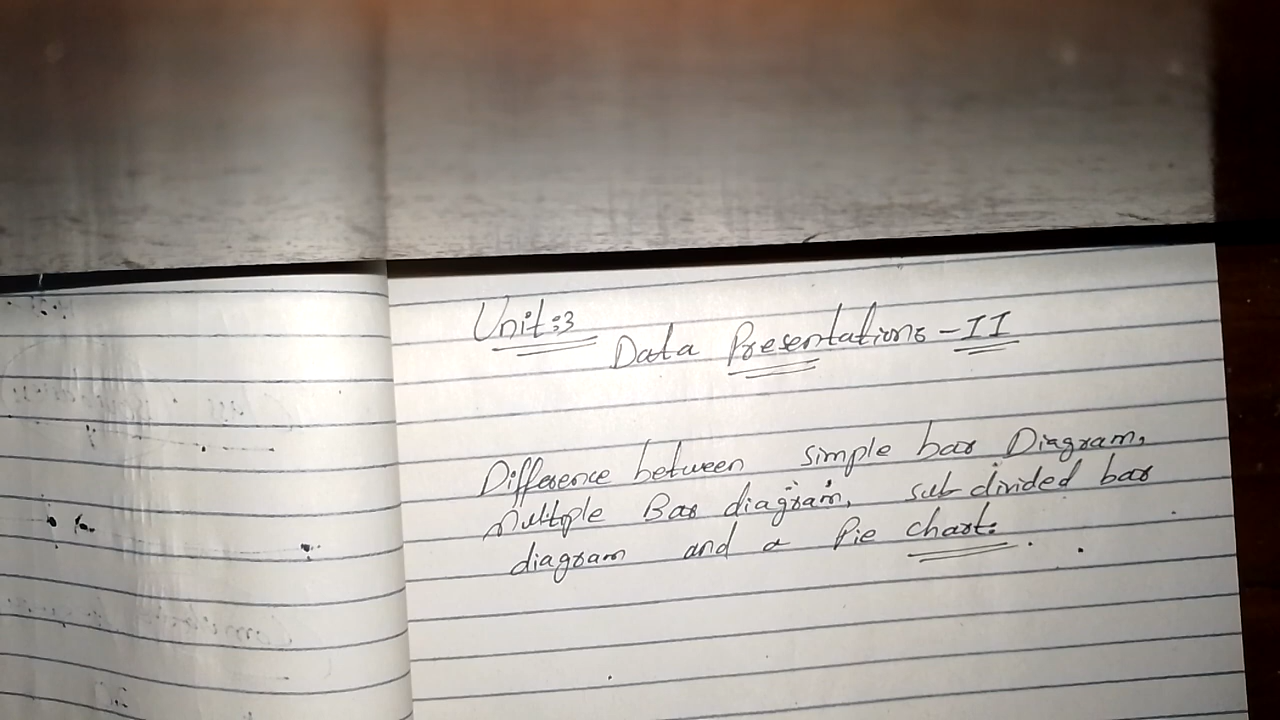 Unit:3
Data Presentations - II
Difference between simple bar Diagram,
Multiple Bar diagram, sub divided bar
diagram and a Pie chart.